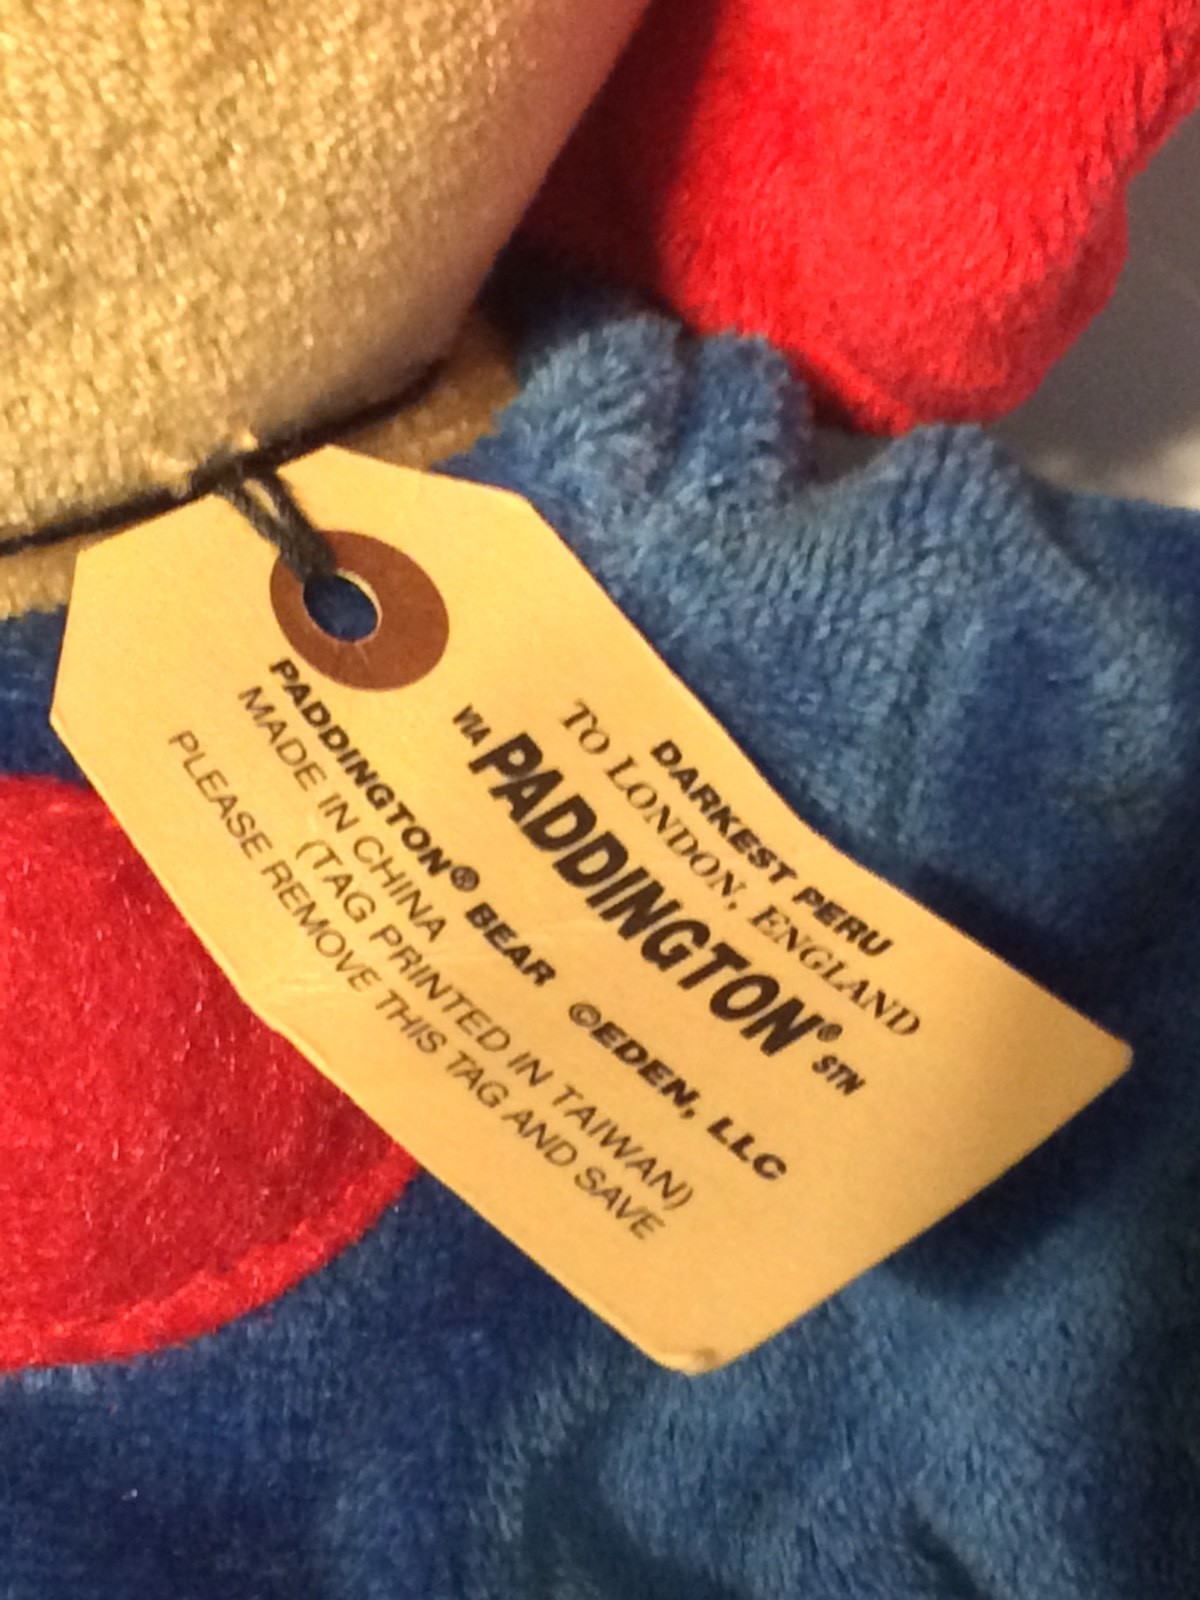 DARKEST PERU
TO LONDON, ENGLAND
VIA PADDINGTON® STN
PADDINGTON® BEAR ©EDEN, LLC
MADE IN CHINA
(TAG PRINTED IN TAIWAN)
PLEASE REMOVE THIS TAG AND SAVE